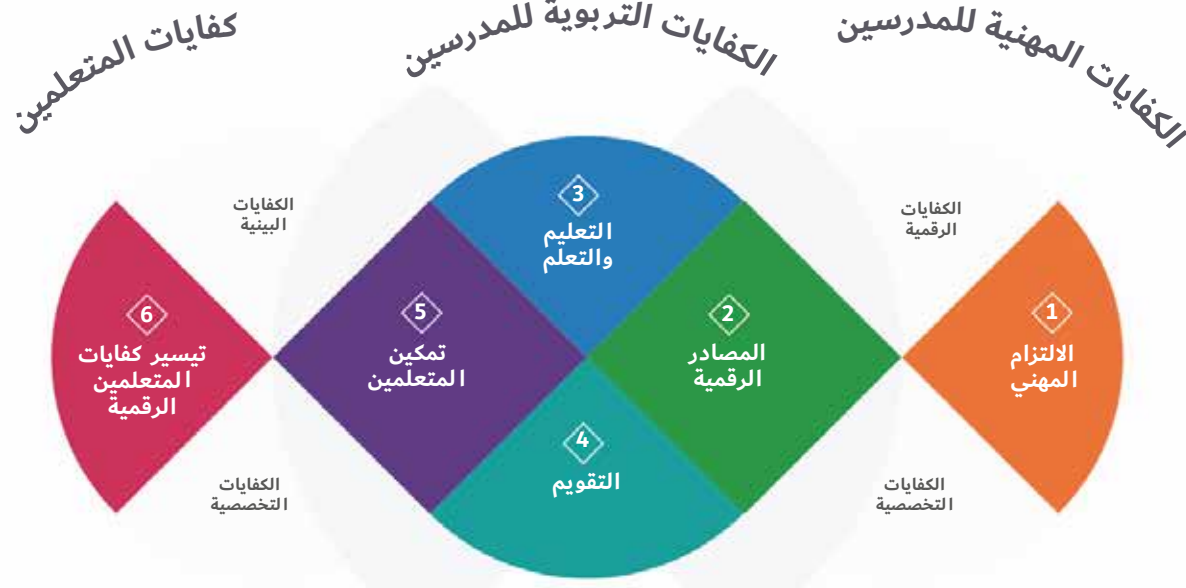 الكفايات المهنية للمدرسين
الكفايات التربوية للمدرسين
كفايات المتعلمين
الكفايات
الرقمية
الكفايات
البينية
1
الالتزام
المهني
2
المصادر
الرقمية
3
التعليم
والتعلم
4
التقويم
5
تمكين
المتعلمين
6
تيسير كفايات
المتعلمين
الرقمية
الكفايات
التخصصية
الكفايات
التخصصية